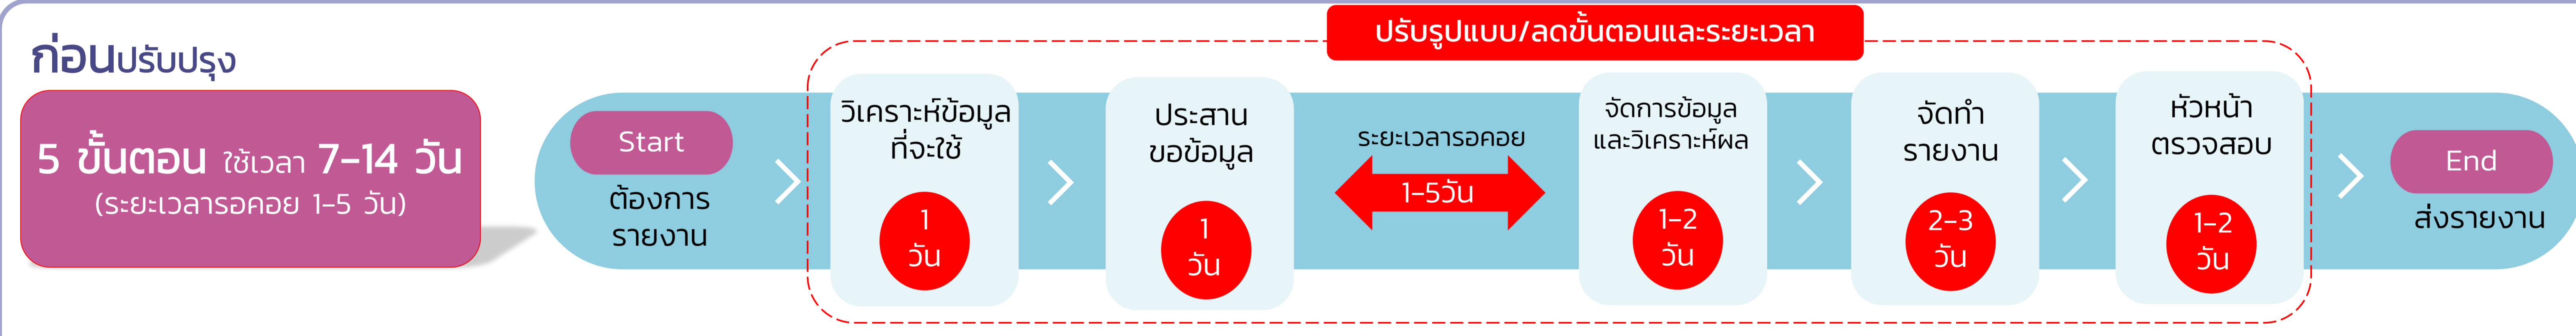 ปรับรูปแบบ/ลดขั้นตอนและระยะเวลา
ก่อนปรับปรุง
5 ขั้นตอน ใช้เวลา 7-14 วัน
(ระยะเวลารอคอย 1-5 วัน)
Start
ต้องการ
รายงาน
วิเคราะห์ข้อมูล
ที่จะใช้
1
วัน
ประสาน
ขอข้อมูล
1
วัน
ระยะเวลารอคอย
1-5วัน
จัดการข้อมูล
และวิเคราะห์ผล
1-2
วัน
จัดทำ
รายงาน
2-3
วัน
หัวหน้า
ตรวจสอบ
1-2
วัน
End
ส่งรายงาน